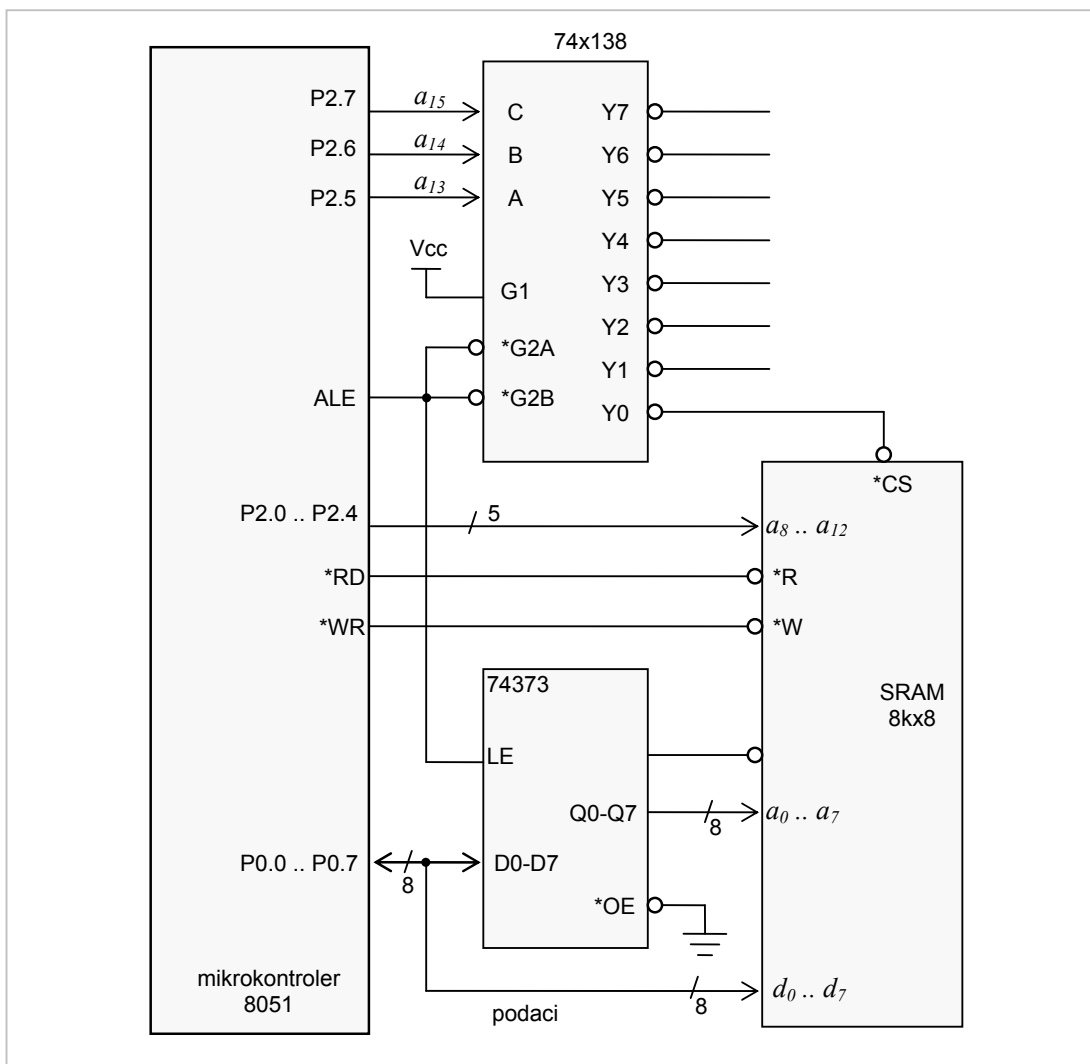 74x138
P2.7
a15
C
Y7
P2.6
a14
B
Y6
P2.5
a13
A
Y5
Y4
Vcc
G1
Y3
Y2
*G2A
Y1
ALE
*G2B
Y0
*CS
P2.0 .. P2.4
5
a8 .. a12
*RD
*R
*WR
*W
74373
SRAM
8kx8
LE
Q0-Q7
8
a0 .. a7
P0.0 .. P0.7
8
D0-D7
*OE
mikrokontroler
8051
podaci
8
d0 .. d7